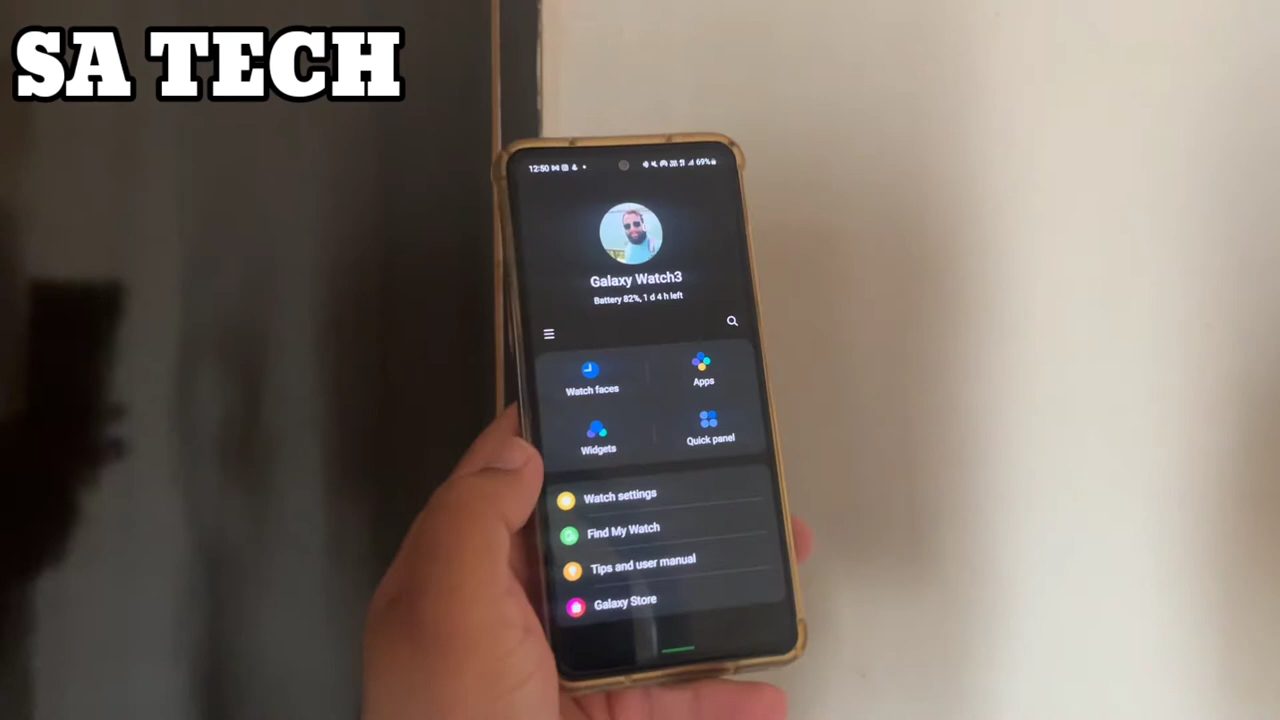 SA TECH
12:50
69%
Galaxy Watch3
Battery 82%, 1 d 4 h left
Watch faces
Apps
Widgets
Quick panel
Watch settings
Find My Watch
Tips and user manual
Galaxy Store